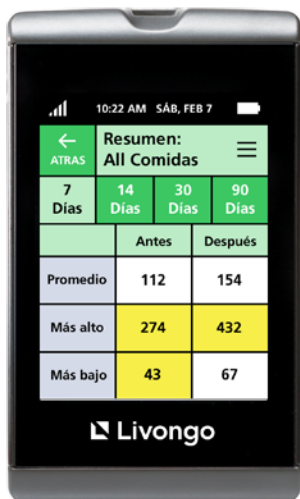 10:22 AM SÁB, FEB 7
ATRAS
Resumen:
All Comidas
7
Días
14
Días
30
Días
90
Días
Antes Después
Promedio 112 154
Más alto 274 432
Más bajo 43 67
Livongo